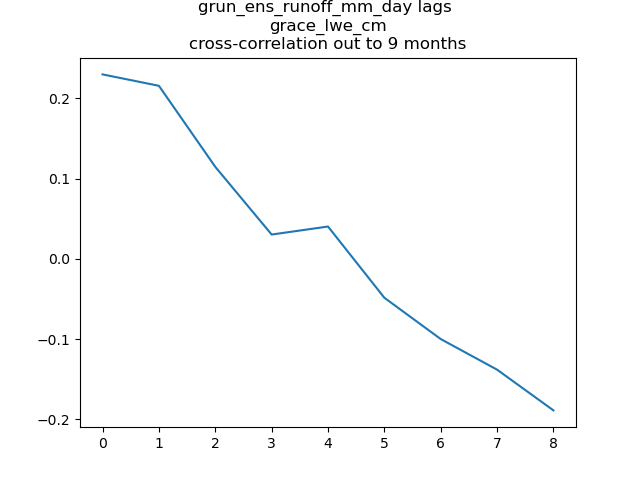 grun_ens_runoff_mm_day lags
grace_lwe_cm
cross-correlation out to 9 months
0.2
0.1
0.0
−0.1
−0.2
0 1 2 3 4 5 6 7 8